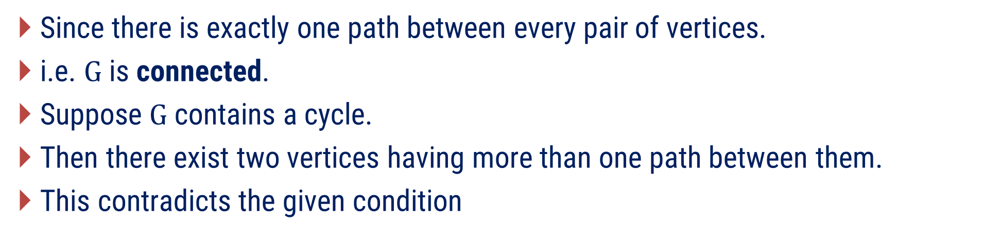 Since there is exactly one path between every pair of vertices.
i.e. G is connected.
Suppose G contains a cycle.
Then there exist two vertices having more than one path between them.
This contradicts the given condition